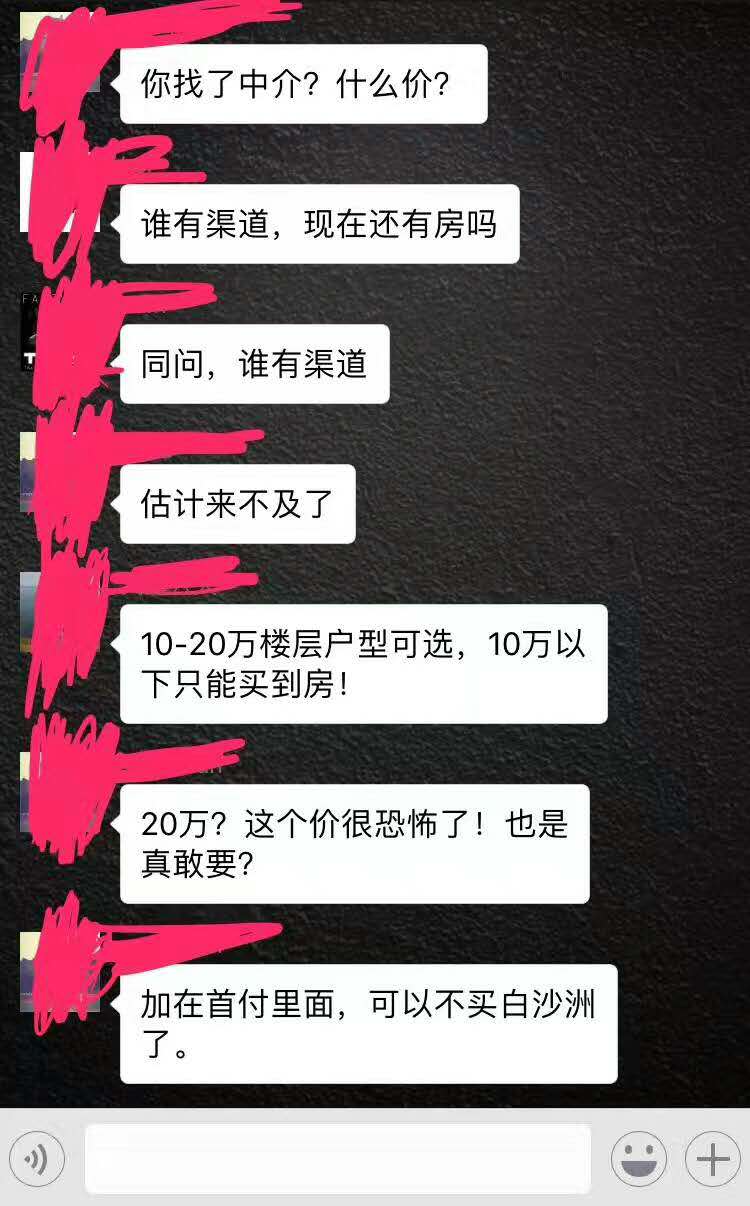 你找了中介？什么价？
谁有渠道，现在还有房吗
同问，谁有渠道
估计来不及了
10-20万楼层户型可选，10万以
下只能买到房！
20万？这个价很恐怖了！也是
真敢要？
加在首付里面，可以不买白沙洲
了。